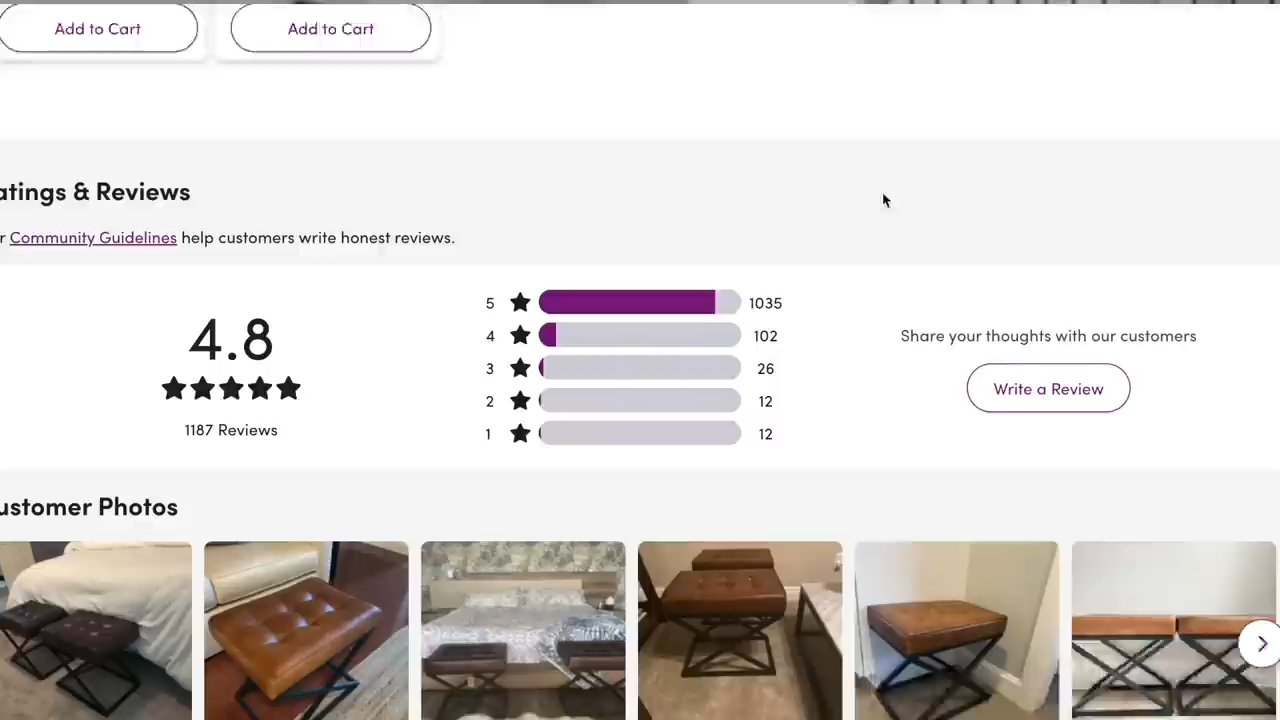 Add to Cart
Add to Cart
atings & Reviews
r Community Guidelines help customers write honest reviews.
4.8
1187 Reviews
5 1035
4 102
3 26
2 12
1 12
Share your thoughts with our customers
Write a Review
ustomer Photos